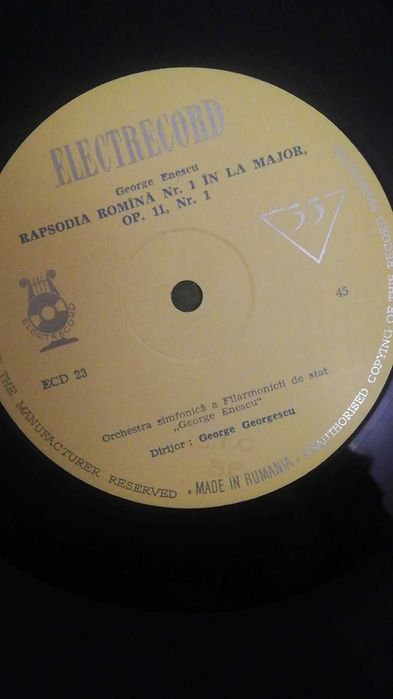 ELECTRECORD
George Enescu
RAPSODIA ROMÎNĂ Nr. 1 ÎN LA MAJOR,
OP. 11, Nr. 1
33
45
ELECTRECORD
ECD 23
Orchestra simfonică a Filarmonicii de stat
„George Enescu"
Dirijor : George Georgescu
THE MANUFACTURER RESERVED ★ MADE IN RUMANIA. UNAUTHORISED COPYING OF THIS RECORD